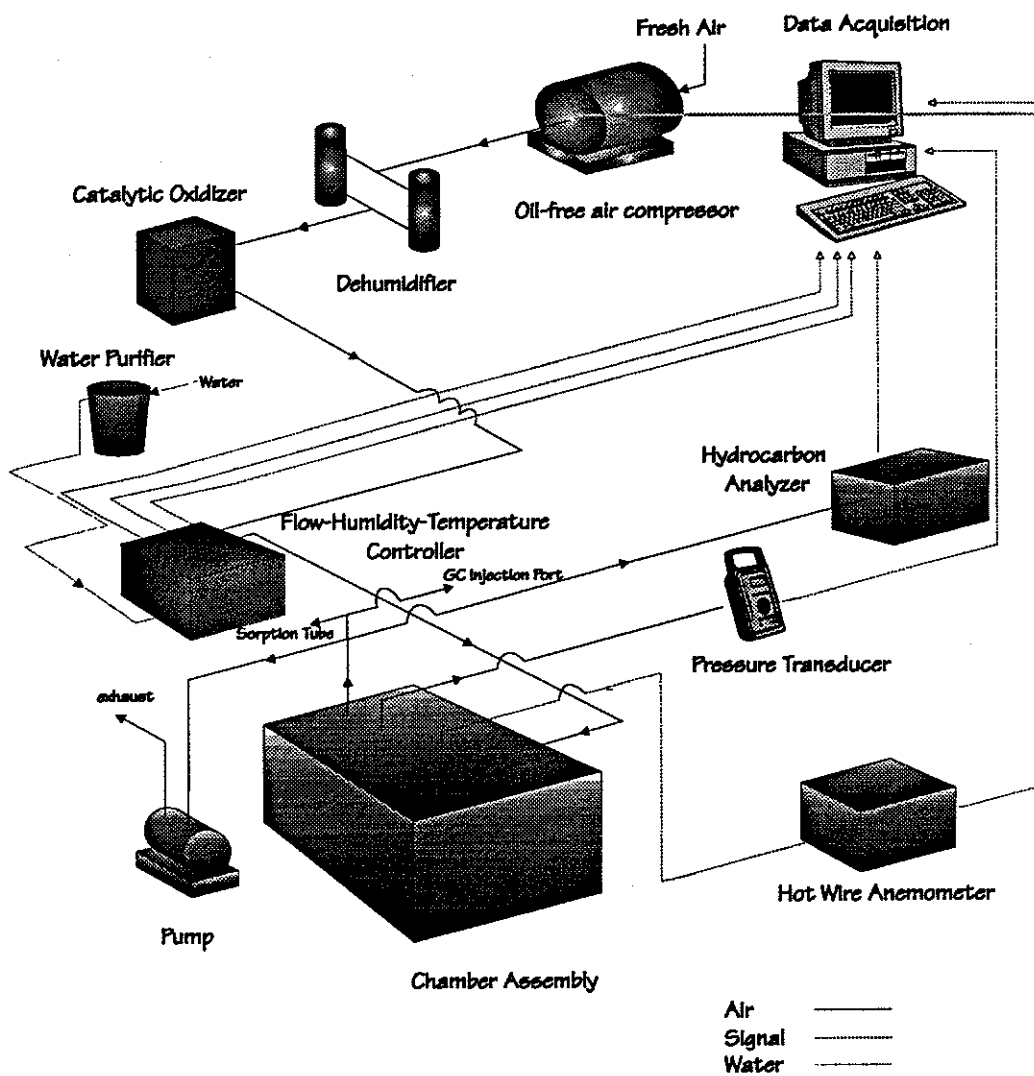 Fresh Air
Data Acquisition
Catalytic Oxidizer
Oil-free air compressor
Dehumidifier
Water Purifier
Water
Hydrocarbon
Analyzer
Flow-Humidity-Temperature
Controller
GC Injection Port
Sorption Tube
Pressure Transducer
exhaust
Hot Wire Anemometer
Pump
Chamber Assembly
Air
Signal
Water